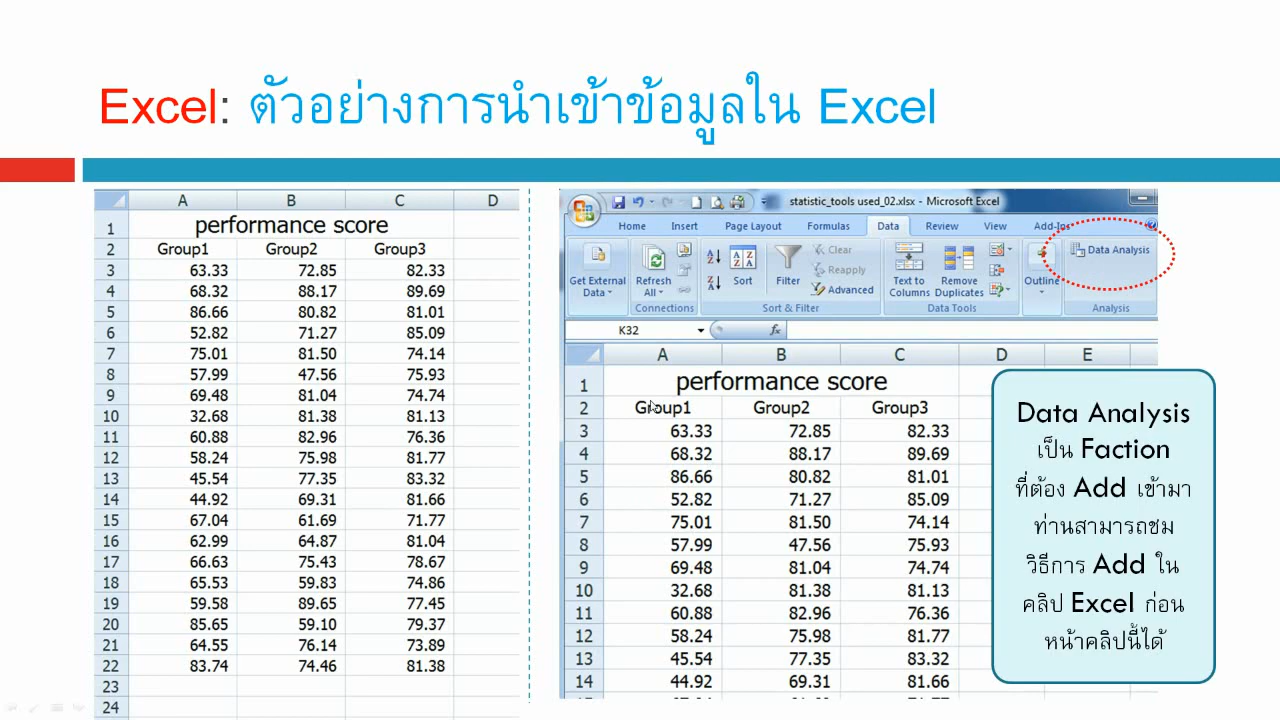 Excel: ตัวอย่างการนำเข้าข้อมูลใน Excel
A B C D
1 performance score
2 Group1 Group2 Group3
3 63.33 72.85 82.33
4 68.32 88.17 89.69
5 86.66 80.82 81.01
6 52.82 71.27 85.09
7 75.01 81.50 74.14
8 57.99 47.56 75.93
9 69.48 81.04 74.74
10 32.68 81.38 81.13
11 60.88 82.96 76.36
12 58.24 75.98 81.77
13 45.54 77.35 83.32
14 44.92 69.31 81.66
15 67.04 61.69 71.77
16 62.99 64.87 81.04
17 66.63 75.43 78.67
18 65.53 59.83 74.86
19 59.58 89.65 77.45
20 85.65 59.10 79.37
21 64.55 76.14 73.89
22 83.74 74.46 81.38
23
24
statistic_tools used_02.xlsx - Microsoft Excel
Home Insert Page Layout Formulas Data Review View Add-Ins
Get External Data
Refresh All
Connections
Sort
Filter
Clear
Reapply
Advanced
Sort & Filter
Text to Columns
Remove Duplicates
Data Tools
Outline
Data Analysis
Analysis
K32 fx
A B C D E
1 performance score
2 Group1 Group2 Group3
3 63.33 72.85 82.33
4 68.32 88.17 89.69
5 86.66 80.82 81.01
6 52.82 71.27 85.09
7 75.01 81.50 74.14
8 57.99 47.56 75.93
9 69.48 81.04 74.74
10 32.68 81.38 81.13
11 60.88 82.96 76.36
12 58.24 75.98 81.77
13 45.54 77.35 83.32
14 44.92 69.31 81.66
Data Analysis
เป็น Faction
ที่ต้อง Add เข้ามา
ท่านสามารถชม
วิธีการ Add ใน
คลิป Excel ก่อน
หน้าคลิปนี้ได้